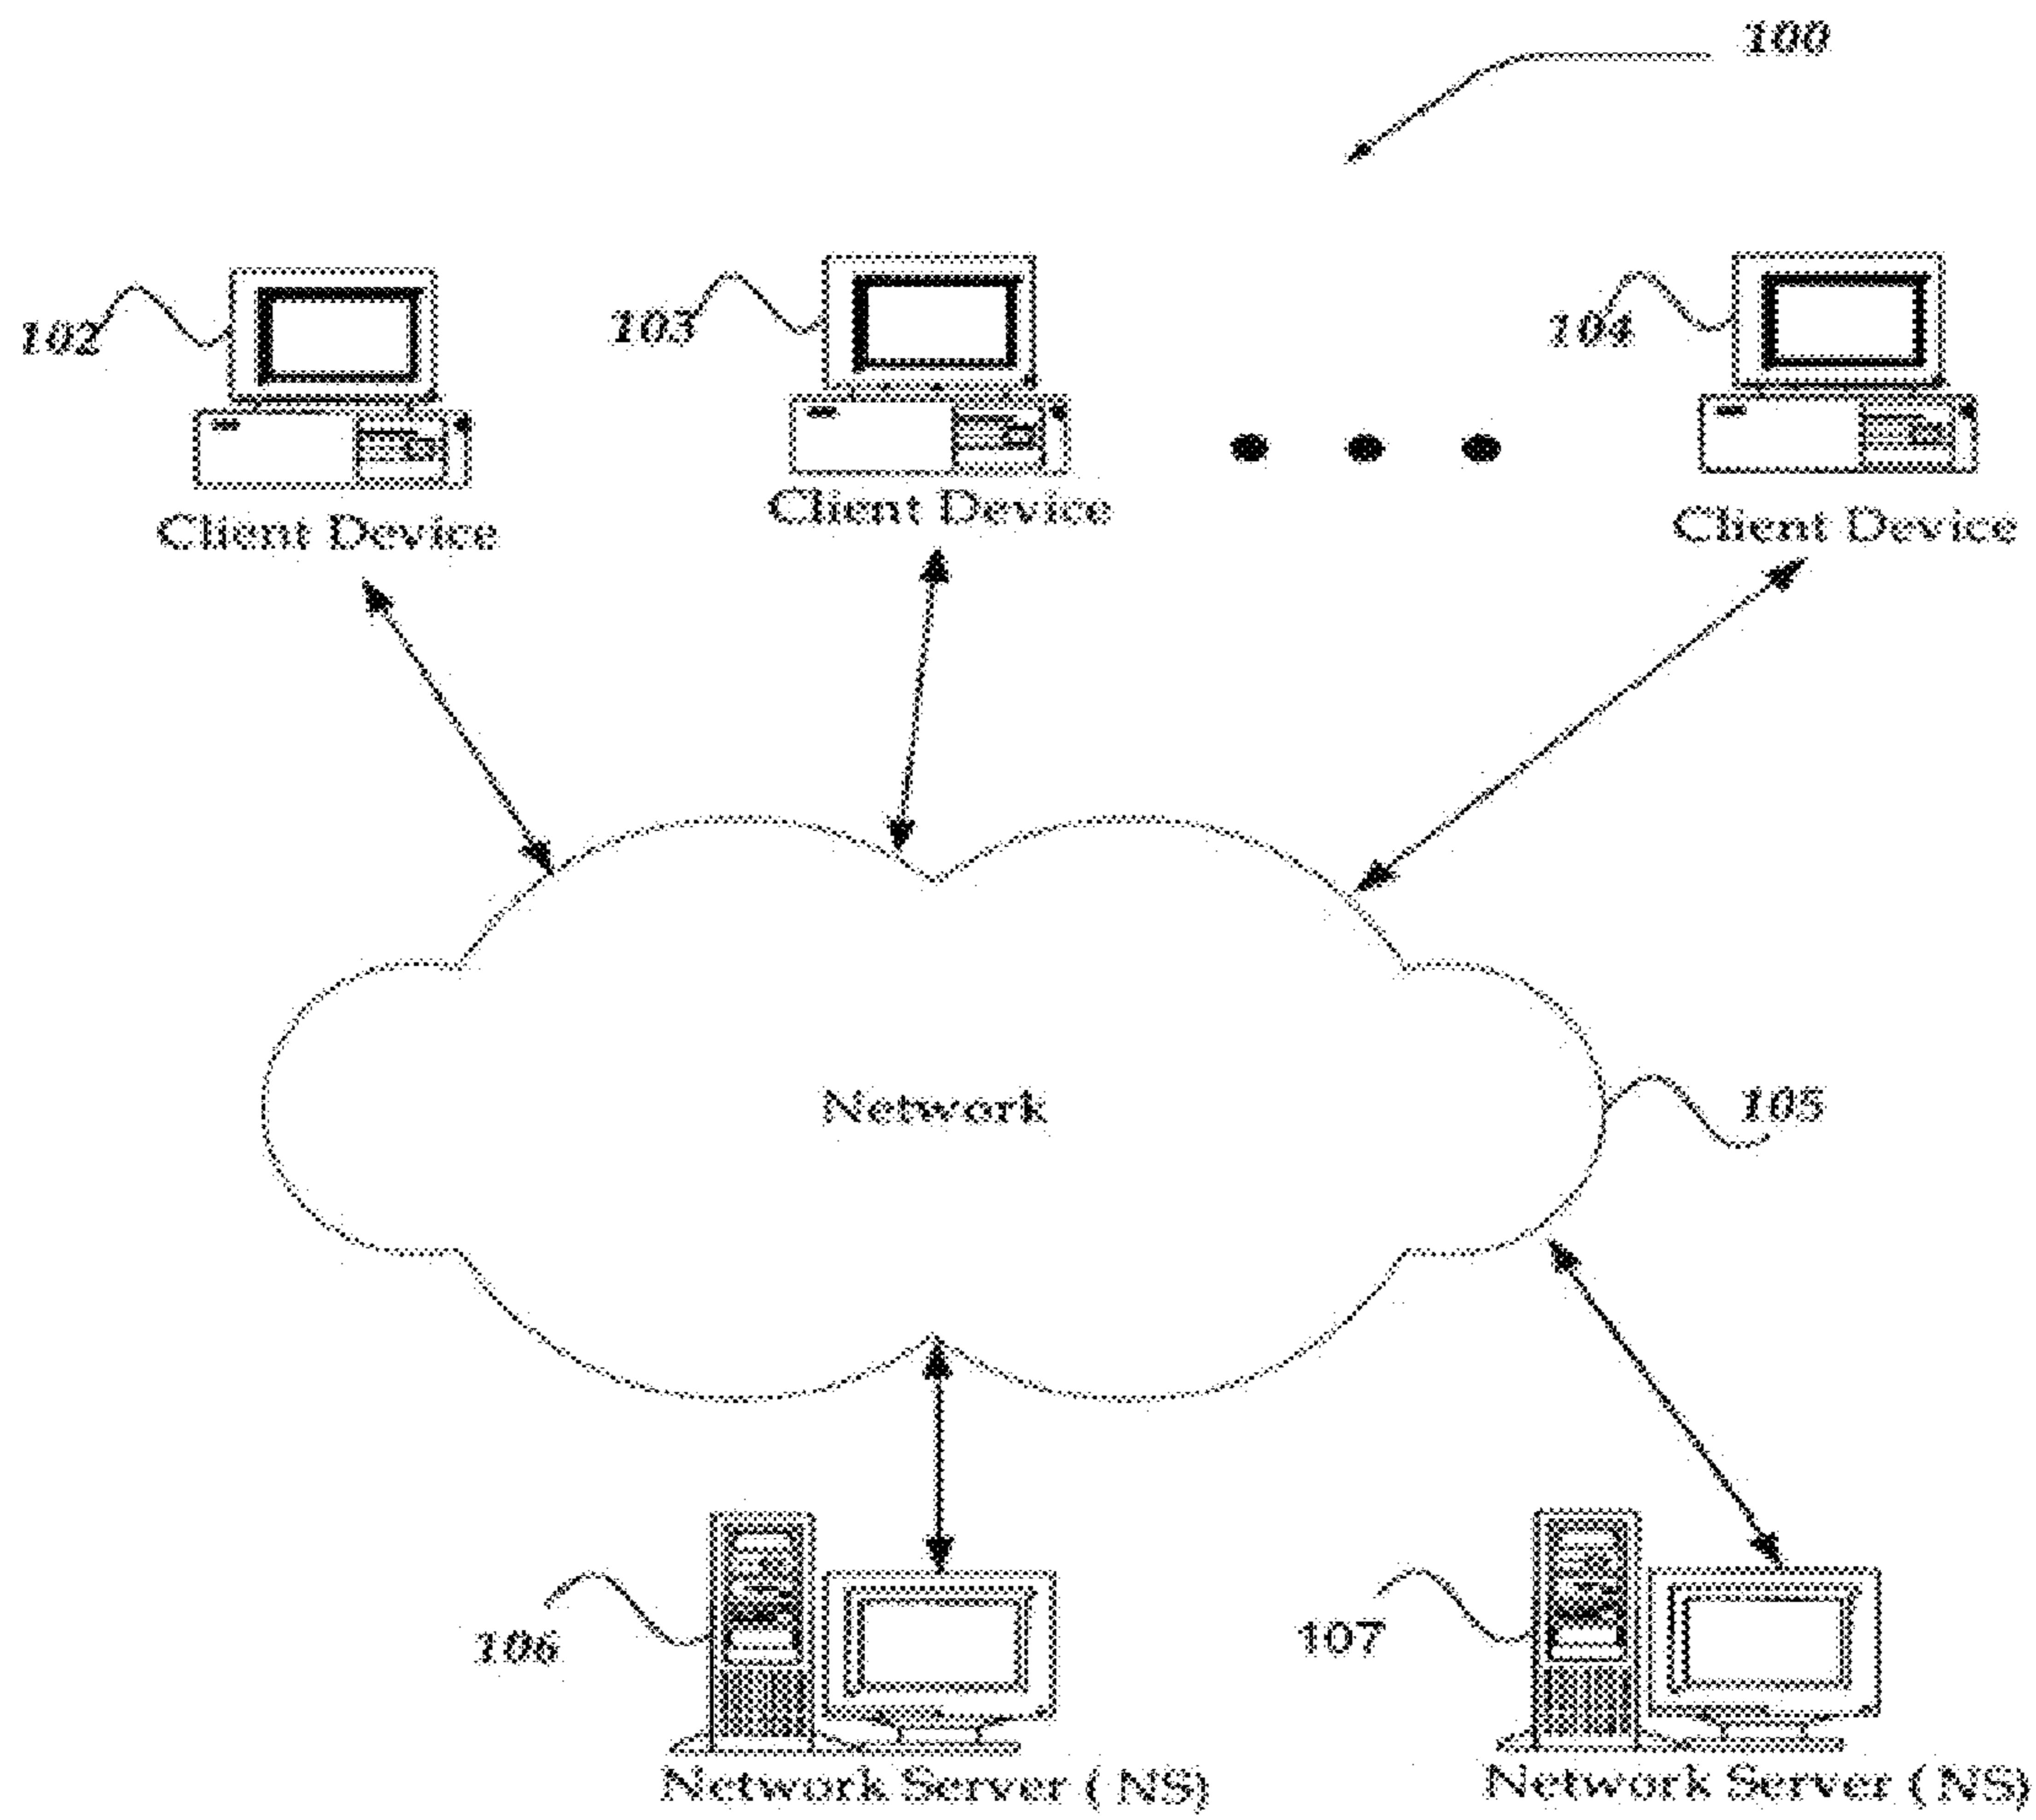 100
102
103
104
Client Device
Client Device
Client Device
Network
105
106
107
Network Server (NS)
Network Server (NS)